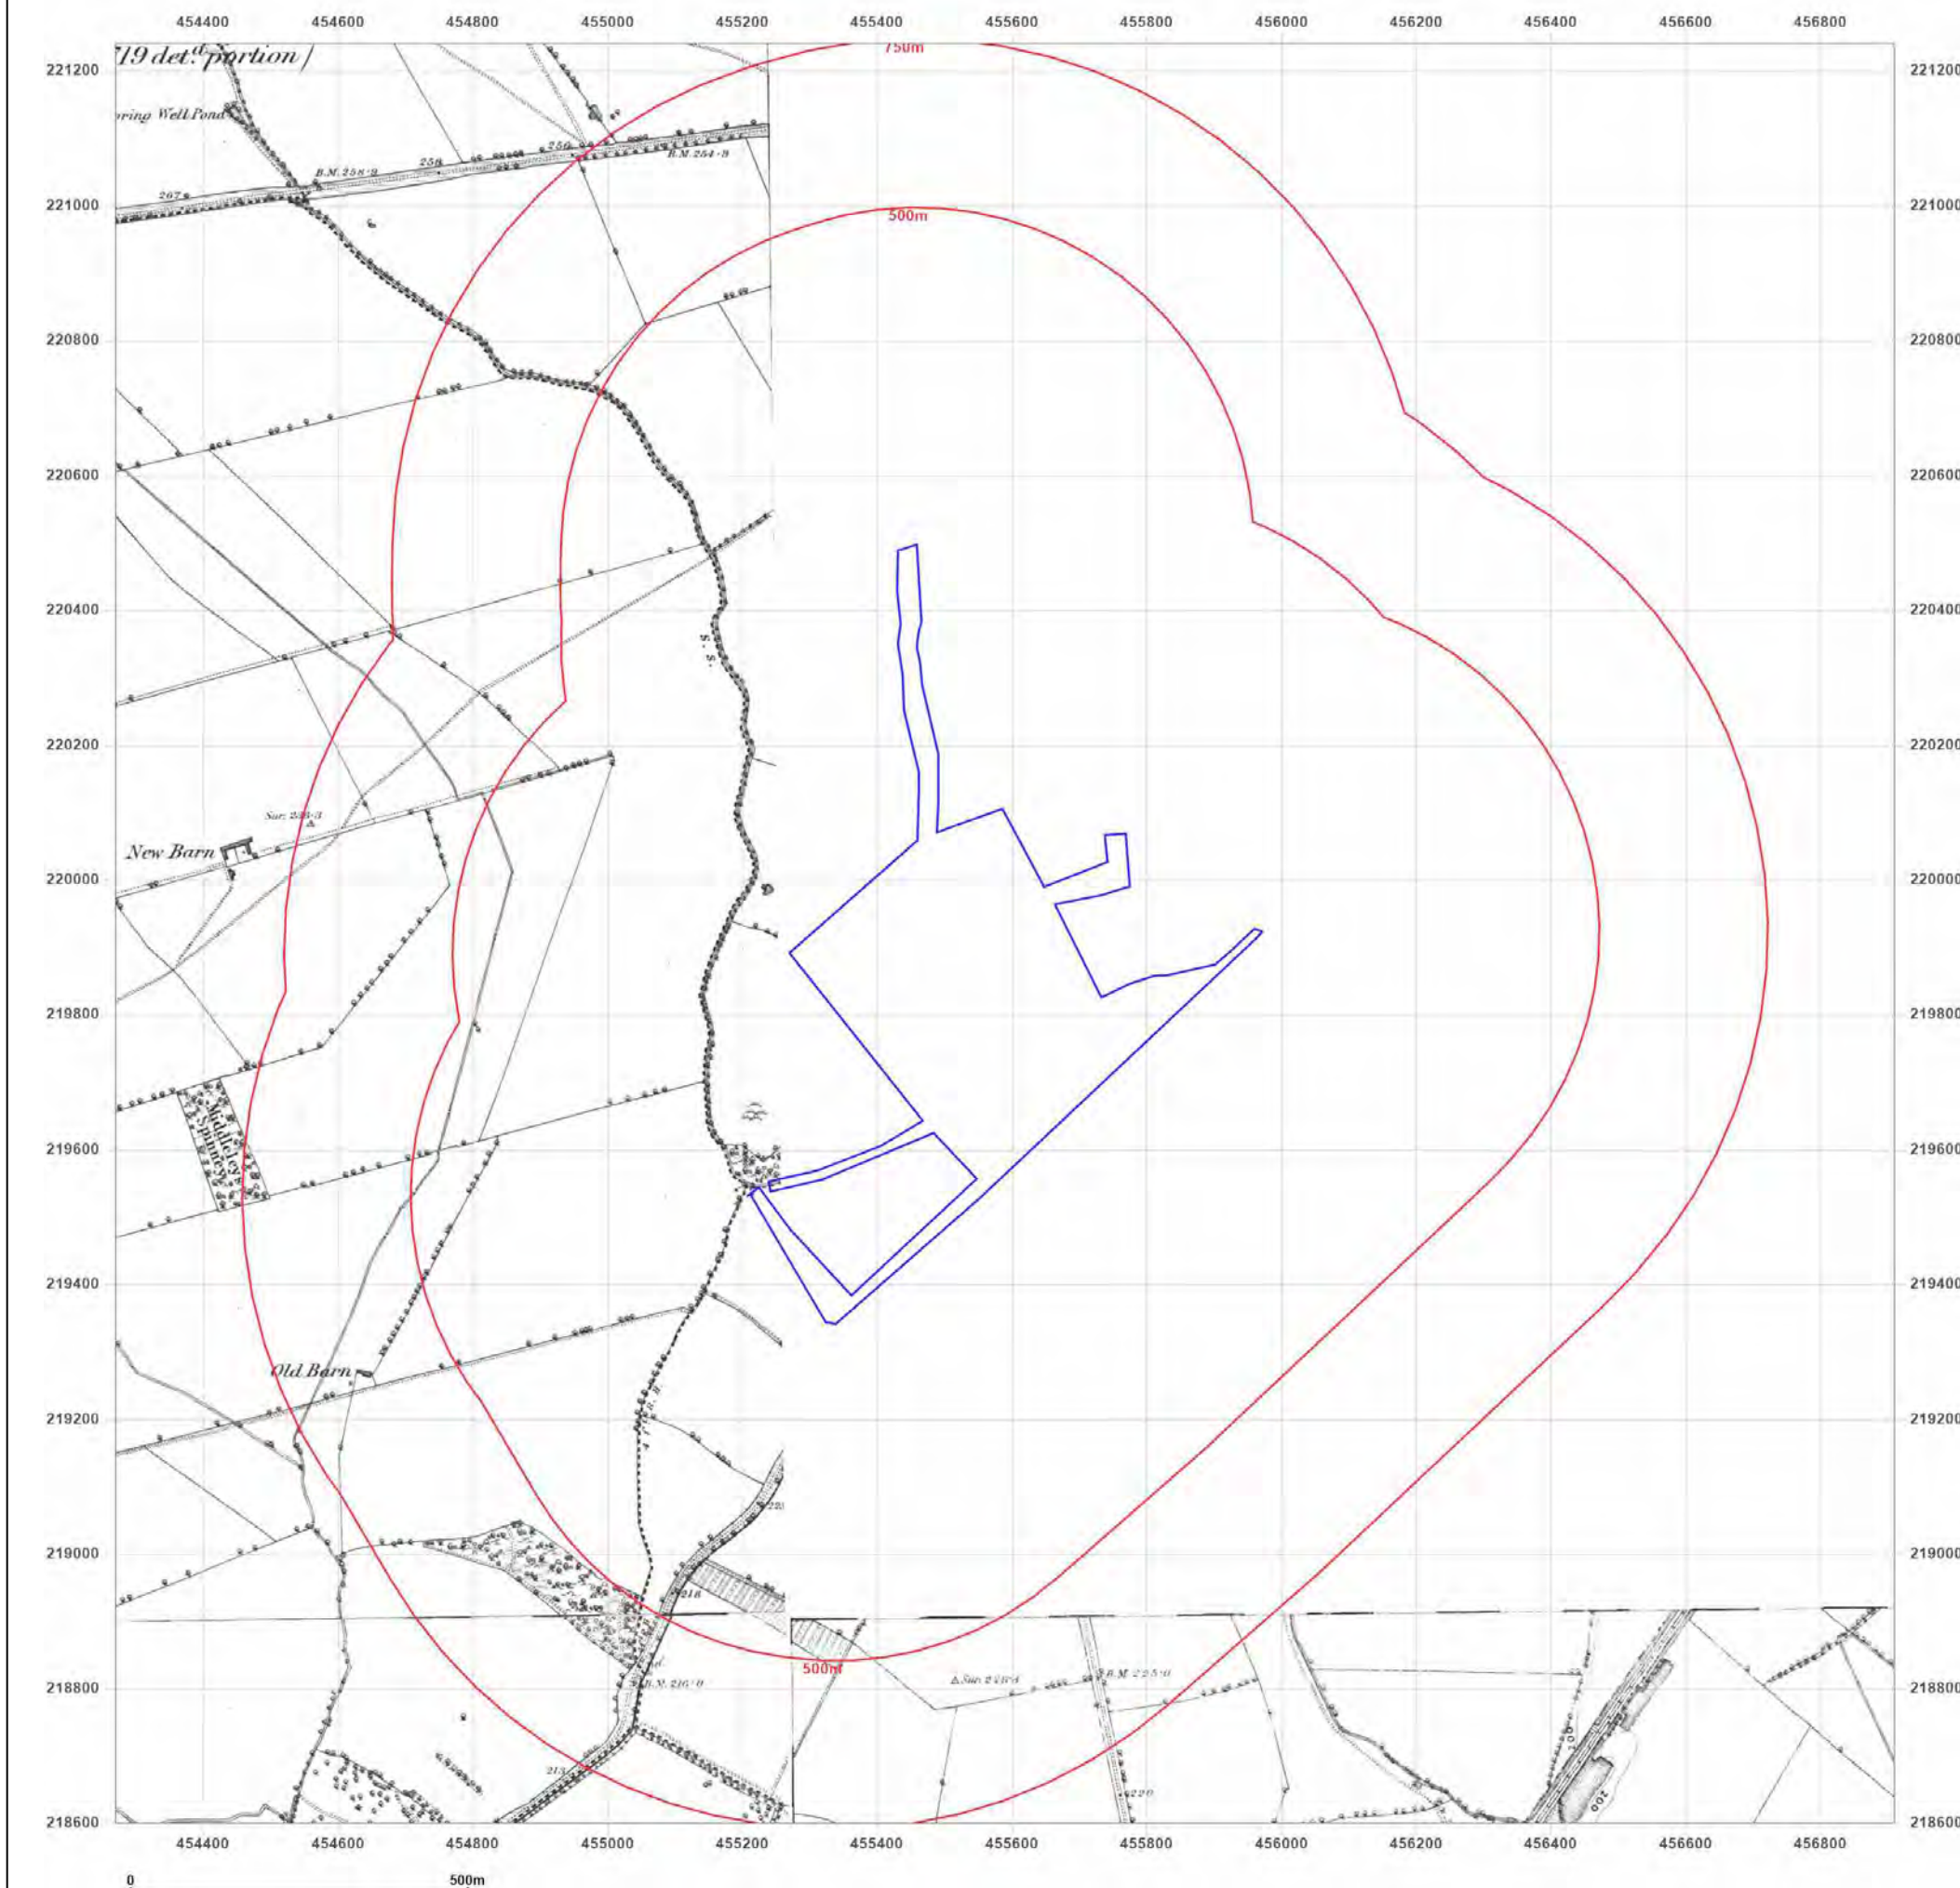 454400 454600 454800 455000 455200 455400 455600 455800 456000 456200 456400 456600 456800
750m
19 det.d portion)
221200 221200
Well Pond
256
250
B.M. 254·9
B.M. 258·9
267
221000 221000
500m
220800 220800
220600 220600
220400 220400
S. S.
220200 220200
New Barn
220000 220000
219800 219800
Middleleys
Spinney
219600 219600
219400 219400
Old Barn
219200 219200
219000 219000
218
500m
B.M. 225·0
B.M. 216·0
218800 218800
213
220
200
218600 218600
454400 454600 454800 455000 455200 455400 455600 455800 456000 456200 456400 456600 456800
0 500m